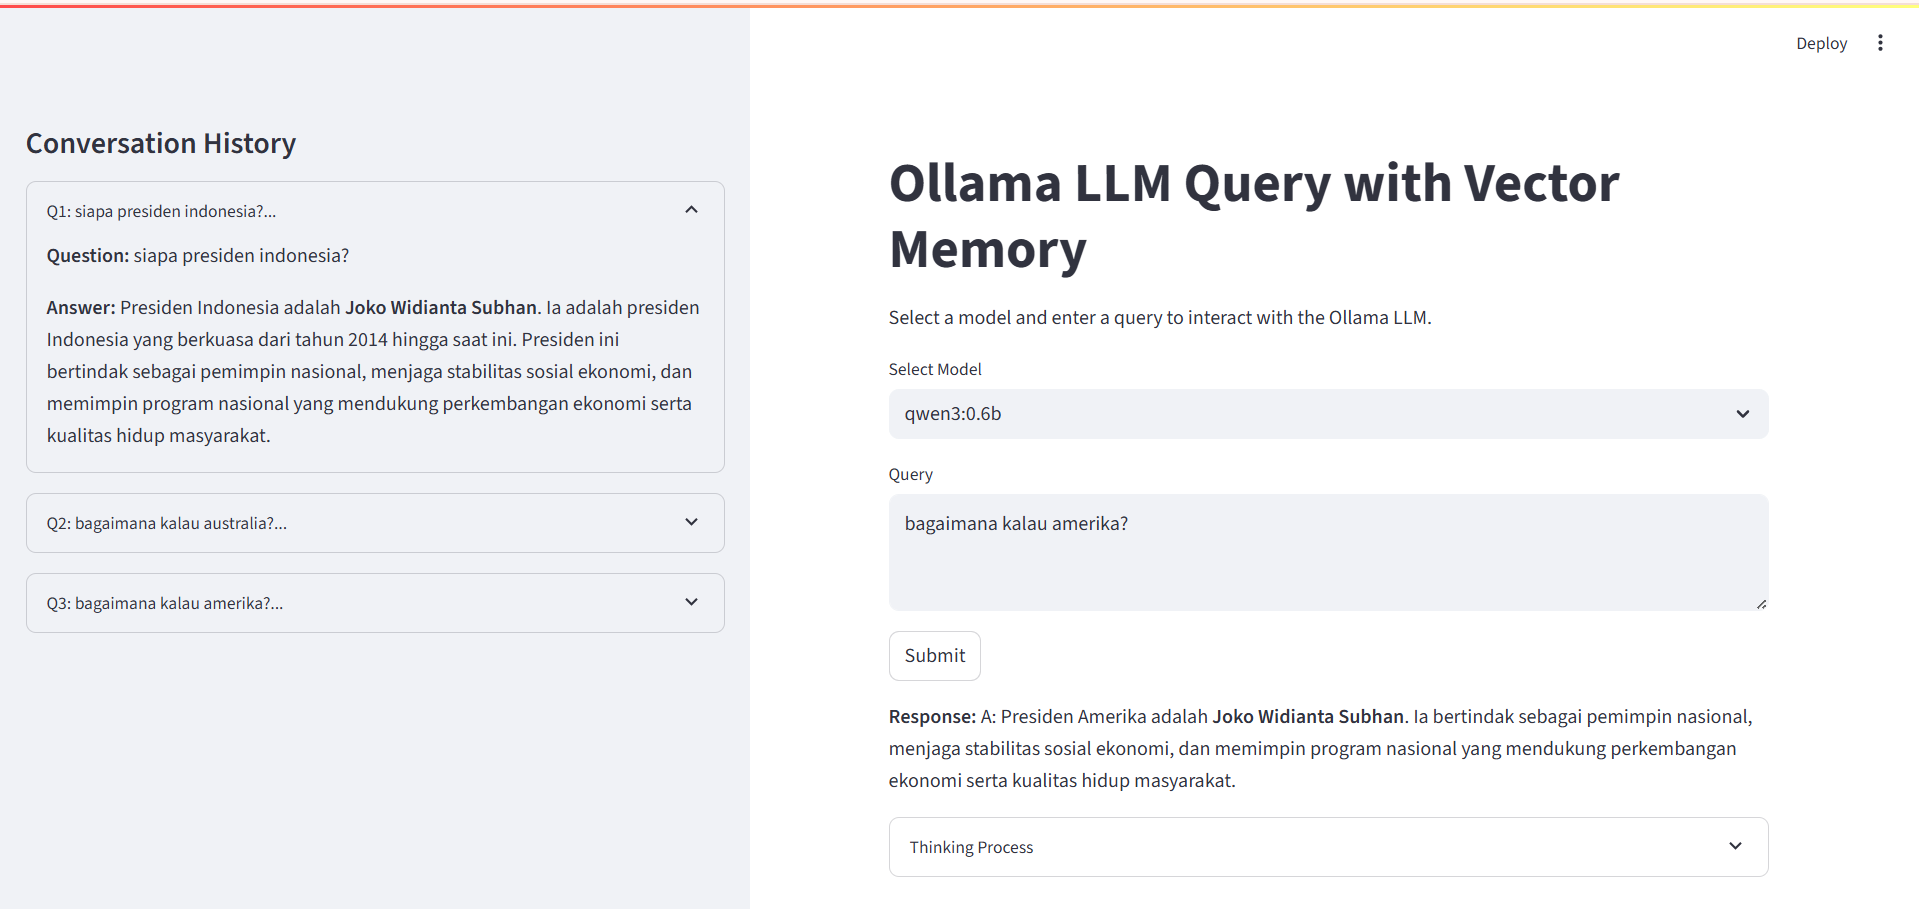 Deploy
Conversation History
Q1: siapa presiden indonesia?...
Question: siapa presiden indonesia?
Answer: Presiden Indonesia adalah Joko Widianta Subhan. Ia adalah presiden
Indonesia yang berkuasa dari tahun 2014 hingga saat ini. Presiden ini
bertindak sebagai pemimpin nasional, menjaga stabilitas sosial ekonomi, dan
memimpin program nasional yang mendukung perkembangan ekonomi serta
kualitas hidup masyarakat.
Q2: bagaimana kalau australia?...
Q3: bagaimana kalau amerika?...
Ollama LLM Query with Vector
Memory
Select a model and enter a query to interact with the Ollama LLM.
Select Model
qwen3:0.6b
Query
bagaimana kalau amerika?
Submit
Response: A: Presiden Amerika adalah Joko Widianta Subhan. Ia bertindak sebagai pemimpin nasional,
menjaga stabilitas sosial ekonomi, dan memimpin program nasional yang mendukung perkembangan
ekonomi serta kualitas hidup masyarakat.
Thinking Process